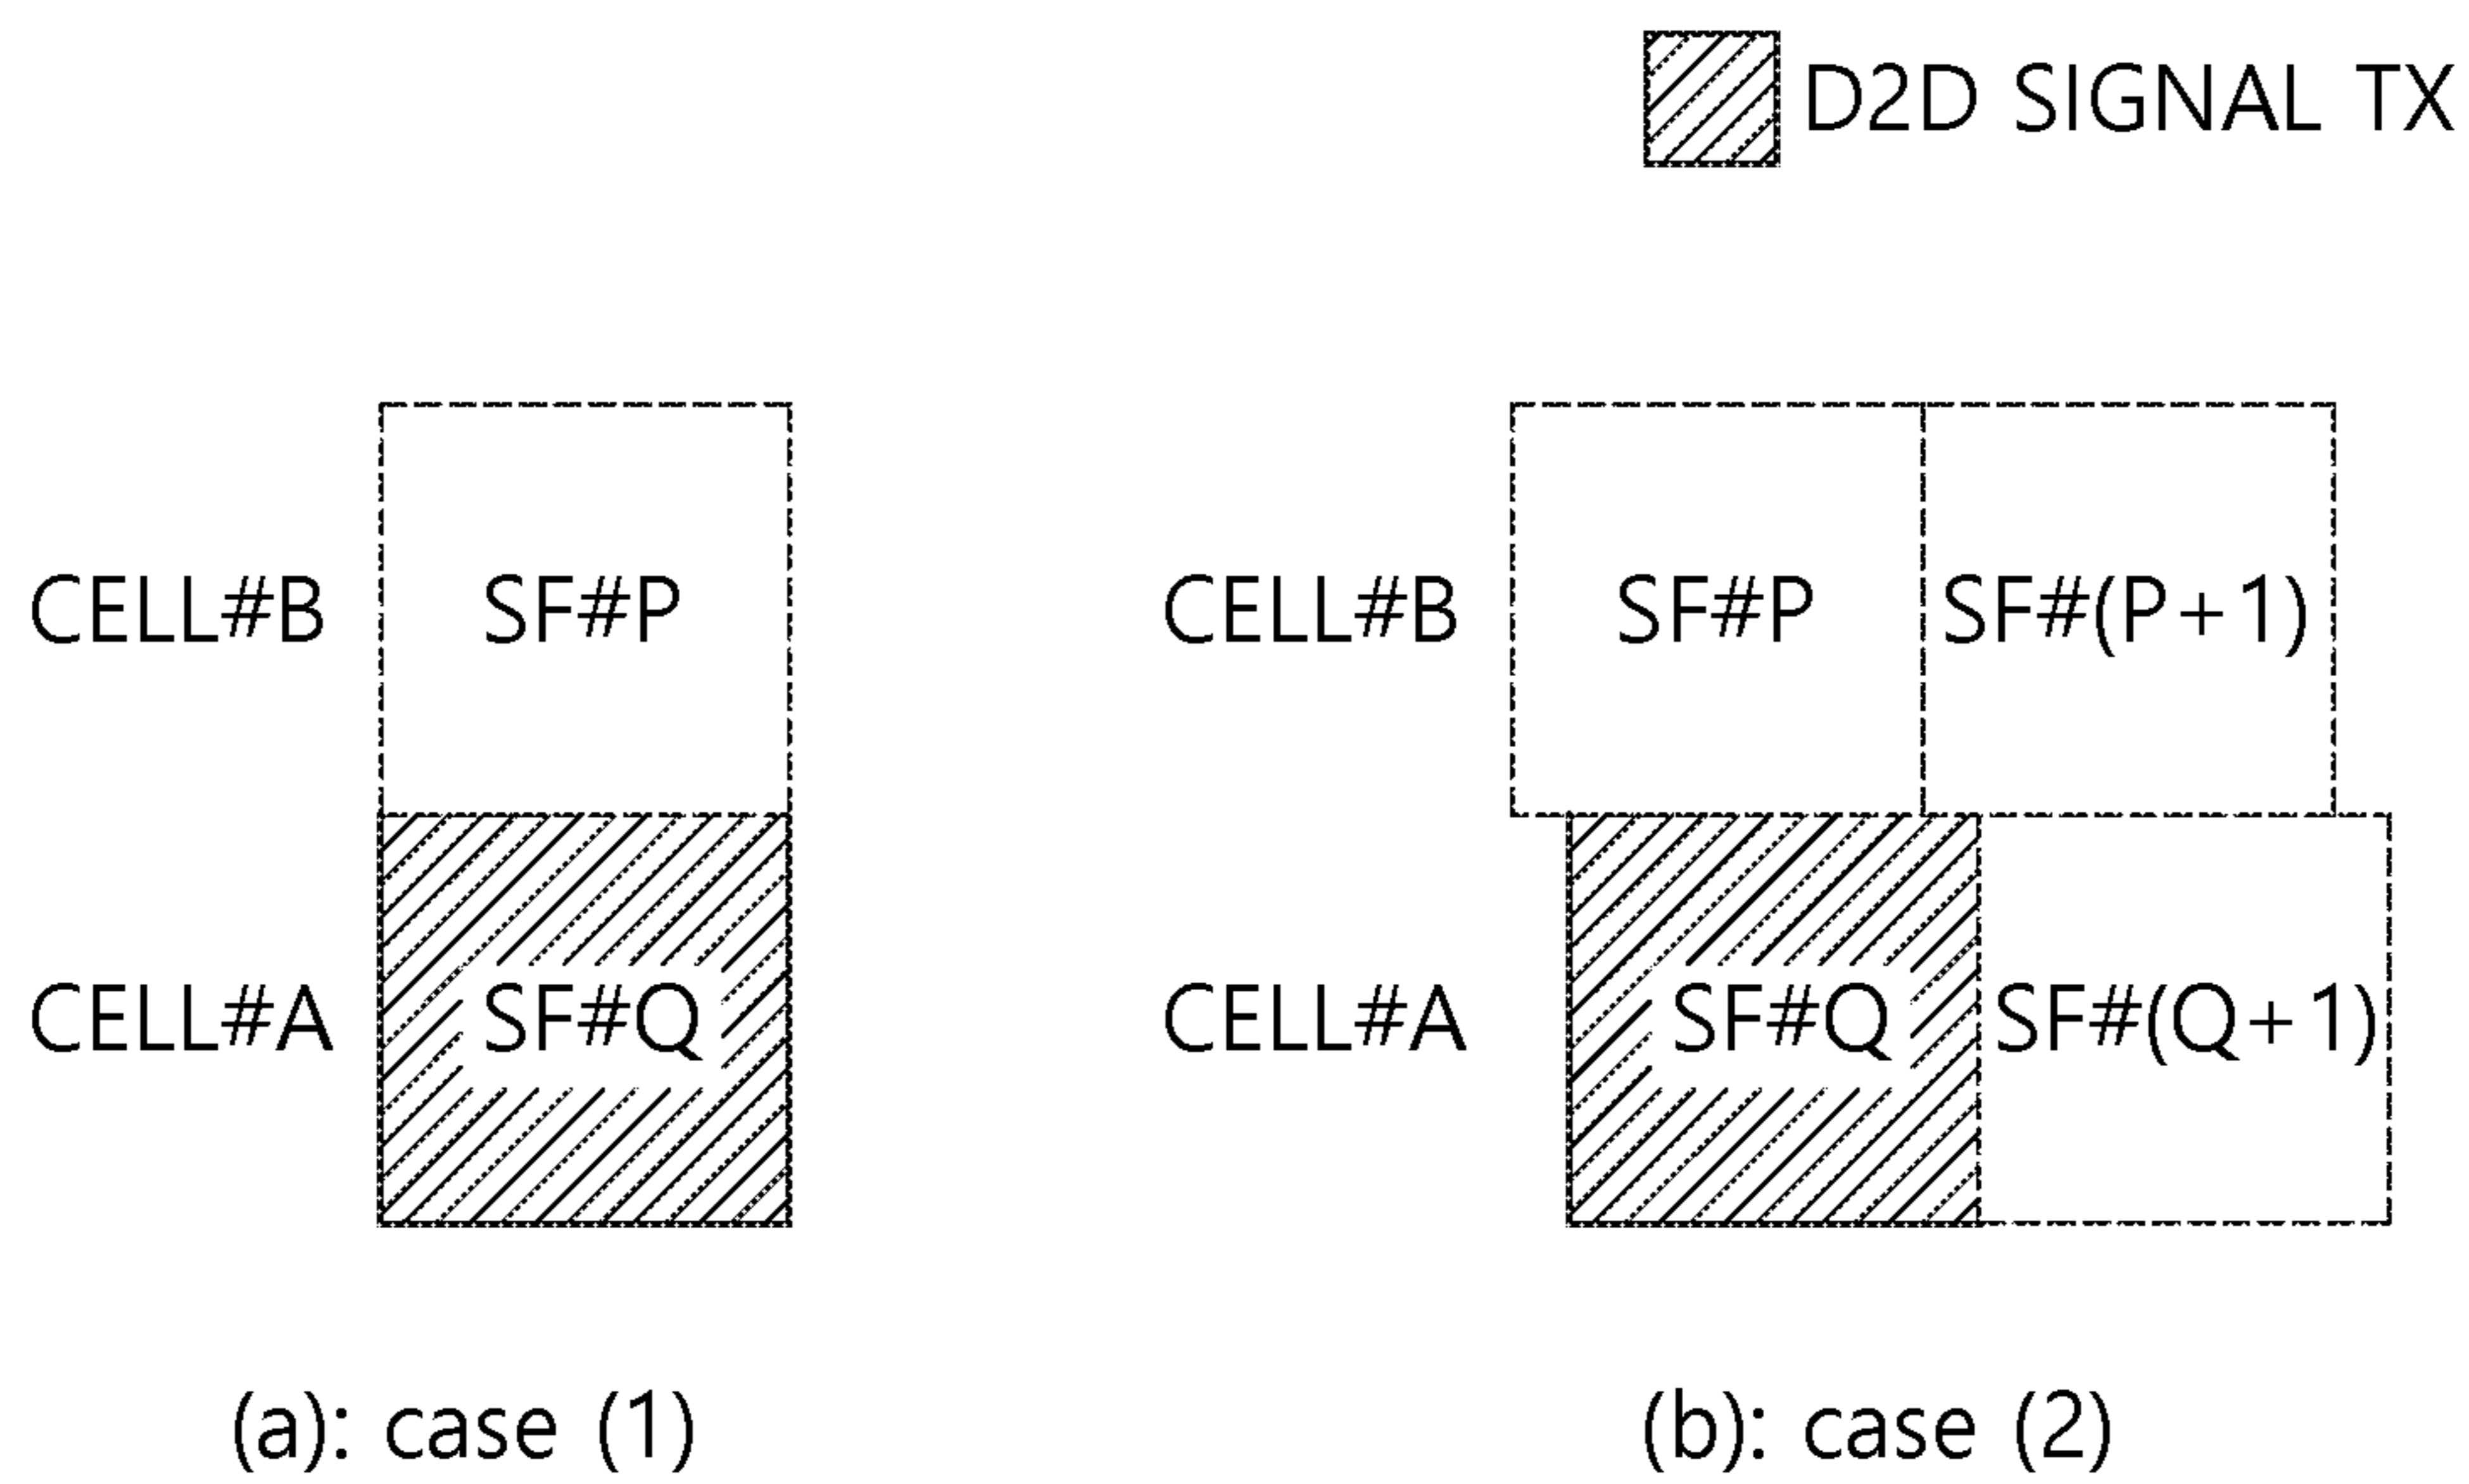 D2D SIGNAL TX
CELL#B SF#P
CELL#A SF#Q
(a): case (1)
CELL#B SF#P SF#(P+1)
CELL#A SF#Q SF#(Q+1)
(b): case (2)